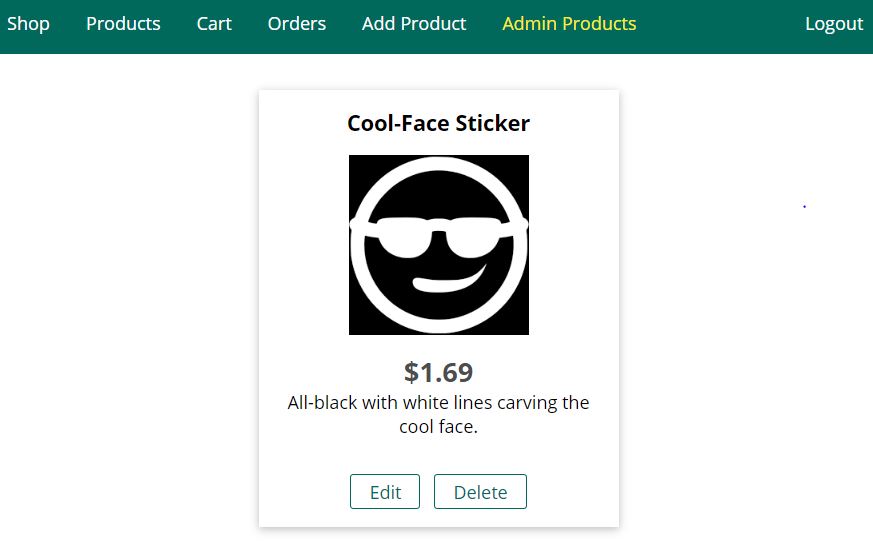 Shop Products Cart Orders Add Product Admin Products Logout
Cool-Face Sticker
$1.69
All-black with white lines carving the
cool face.
Edit Delete